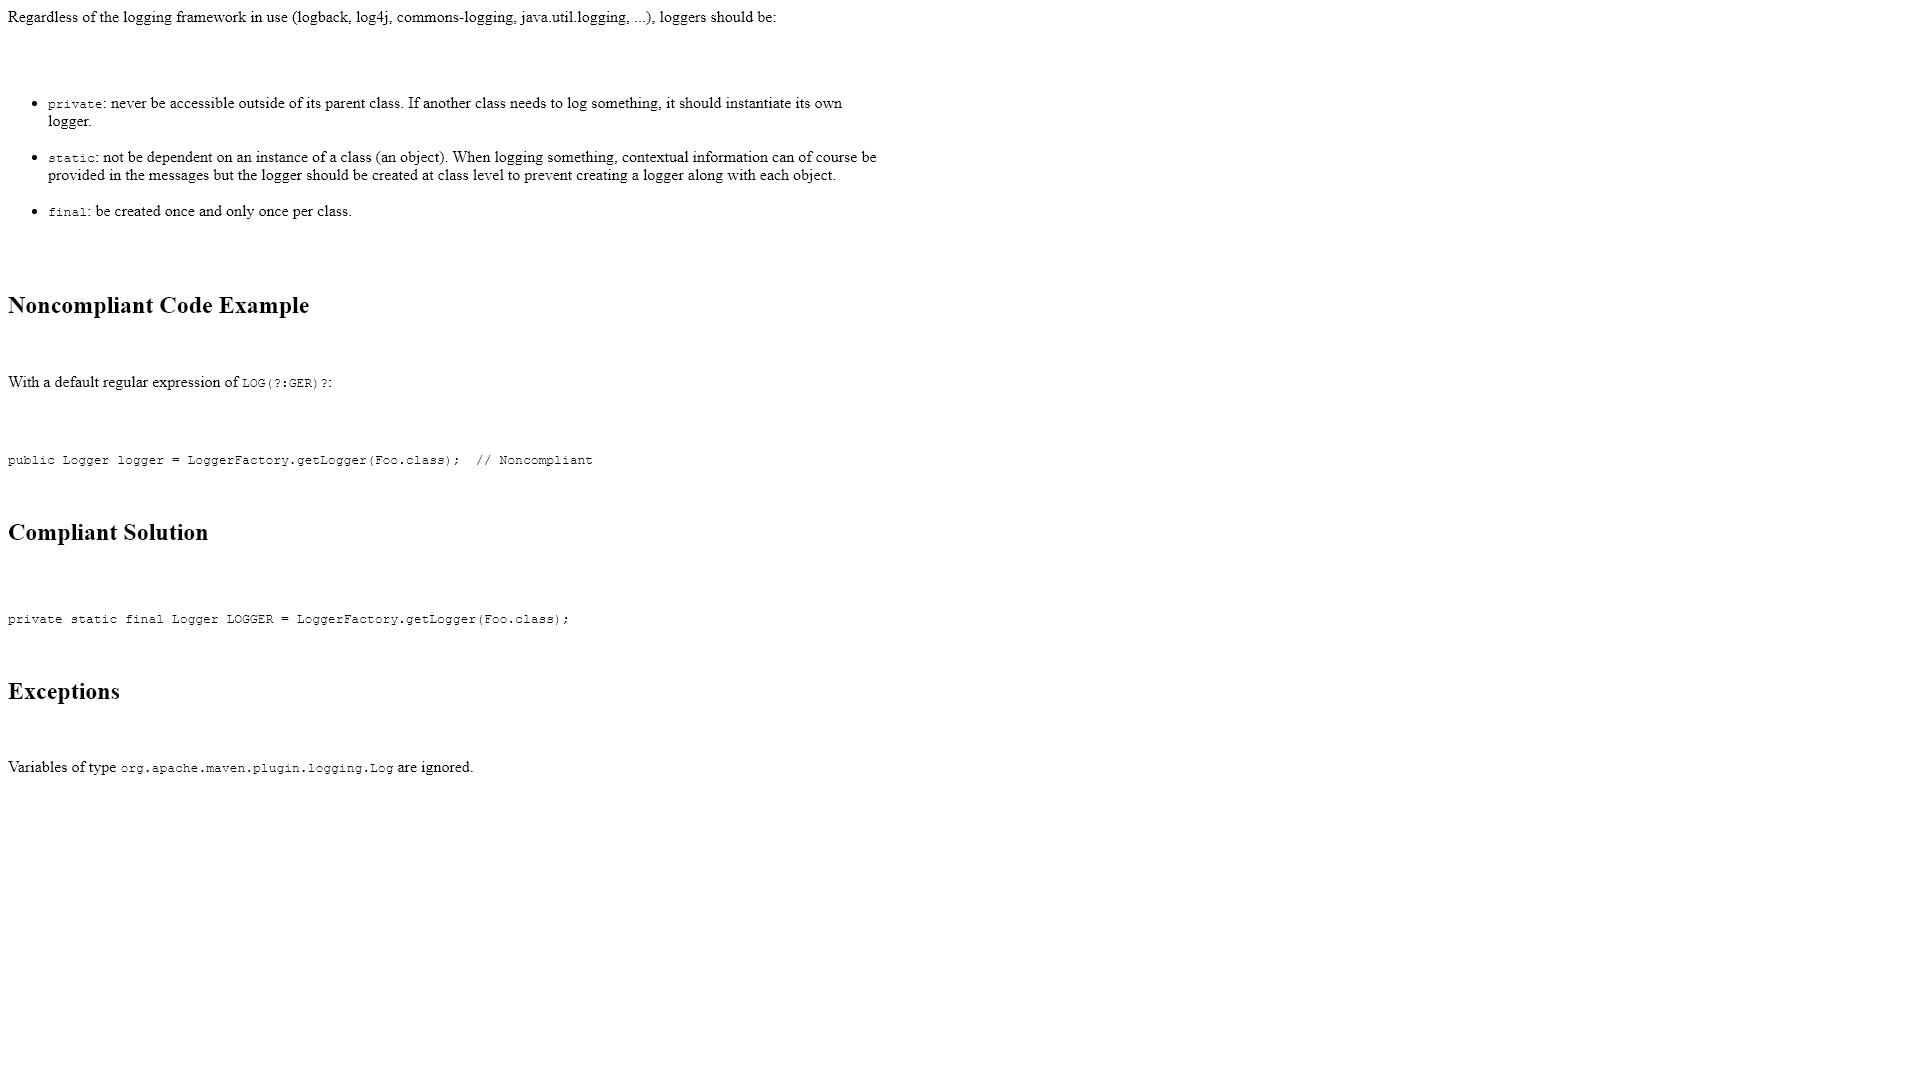 Regardless of the logging framework in use (logback, log4j, commons-logging, java.util.logging, ...), loggers should be:
• private: never be accessible outside of its parent class. If another class needs to log something, it should instantiate its own
logger.
• static: not be dependent on an instance of a class (an object). When logging something, contextual information can of course be
provided in the messages but the logger should be created at class level to prevent creating a logger along with each object.
• final: be created once and only once per class.
Noncompliant Code Example
With a default regular expression of LOG(?:GER)?:
public Logger logger = LoggerFactory.getLogger(Foo.class);  // Noncompliant
Compliant Solution
private static final Logger LOGGER = LoggerFactory.getLogger(Foo.class);
Exceptions
Variables of type org.apache.maven.plugin.logging.Log are ignored.